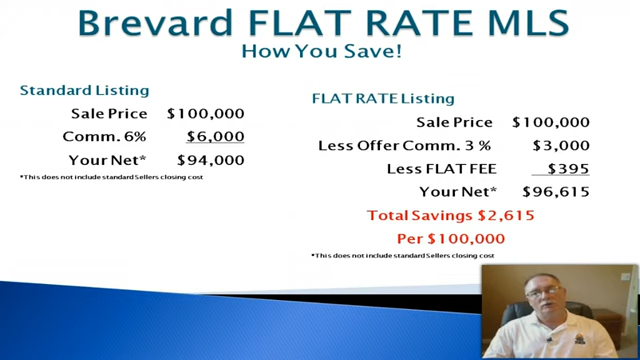 Brevard FLAT RATE MLS
How You Save!
Standard Listing
Sale Price $100,000
Comm. 6% $6,000
Your Net* $94,000
*This does not include standard Sellers closing cost
FLAT RATE Listing
Sale Price $100,000
Less Offer Comm. 3 % $3,000
Less FLAT FEE $395
Your Net* $96,615
Total Savings $2,615
Per $100,000
*This does not include standard Sellers closing cost